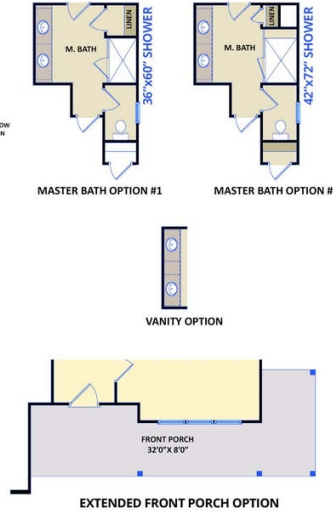 LINEN
36"x60" SHOWER
M. BATH
OW
N
MASTER BATH OPTION #1
LINEN
42"x72" SHOWER
M. BATH
MASTER BATH OPTION #
VANITY OPTION
FRONT PORCH
32'0"X 8'0"
EXTENDED FRONT PORCH OPTION